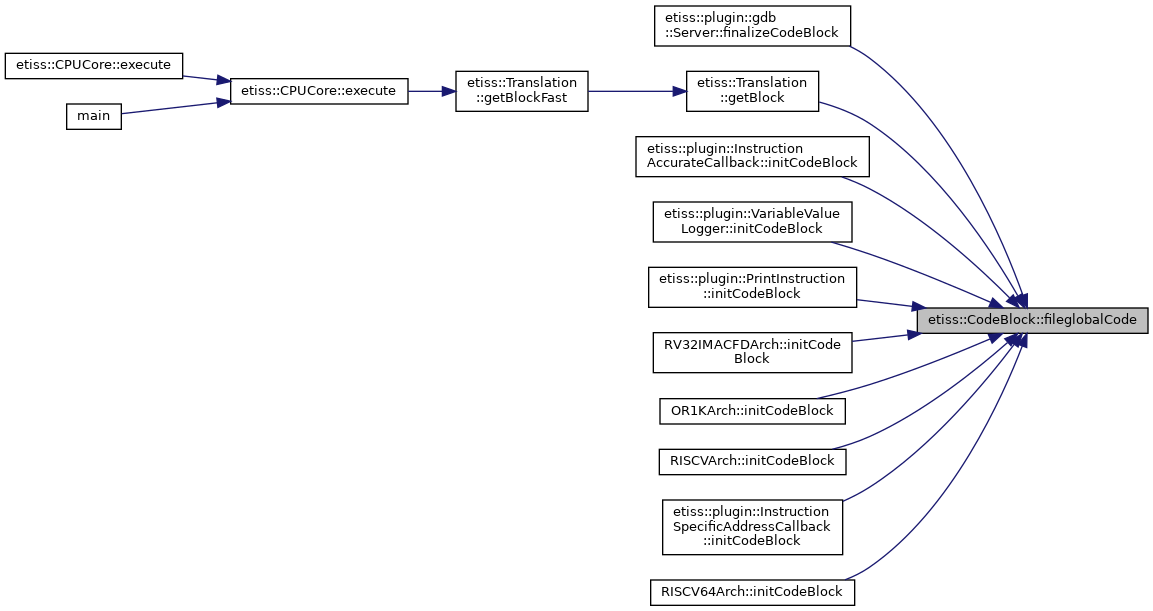 etiss::CPUCore::execute
main
etiss::CPUCore::execute
etiss::Translation
::getBlockFast
etiss::plugin::gdb
::Server::finalizeCodeBlock
etiss::Translation
::getBlock
etiss::plugin::Instruction
AccurateCallback::initCodeBlock
etiss::plugin::VariableValue
Logger::initCodeBlock
etiss::plugin::PrintInstruction
::initCodeBlock
RV32IMACFDArch::initCode
Block
OR1KArch::initCodeBlock
RISCVArch::initCodeBlock
etiss::plugin::Instruction
SpecificAddressCallback
::initCodeBlock
RISCV64Arch::initCodeBlock
etiss::CodeBlock::fileglobalCode